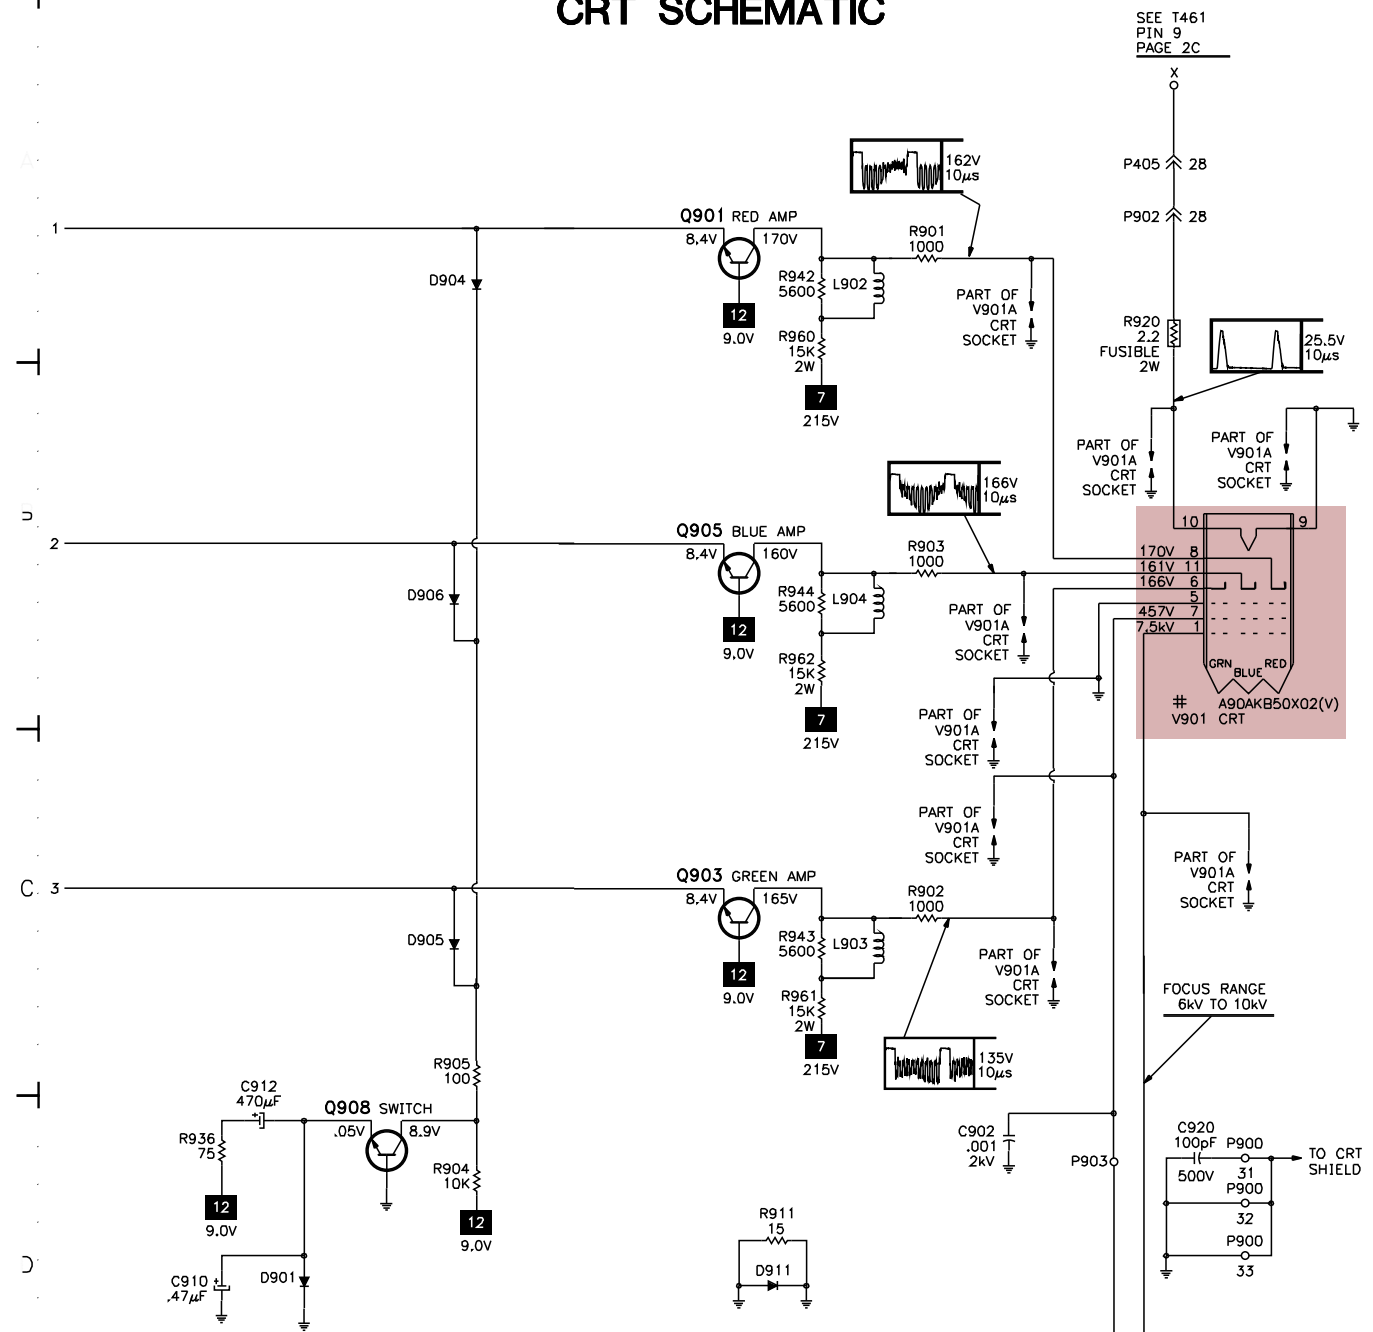 CRT SCHEMATIC
SEE T461
PIN 9
PAGE 2C
X
P405 28
P902 28
162V
10µs
1
Q901 RED AMP
8.4V 170V
R901
1000
D904
R942
5600
L902
12
9.0V
PART OF
V901A
CRT
SOCKET
R960
15K
2W
7
215V
R920
2.2
FUSIBLE
2W
25.5V
10µs
PART OF
V901A
CRT
SOCKET
PART OF
V901A
CRT
SOCKET
166V
10µs
2
Q905 BLUE AMP
8.4V 160V
R903
1000
D906
R944
5600
L904
12
9.0V
PART OF
V901A
CRT
SOCKET
R962
15K
2W
7
215V
10 9
170V 8
161V 11
166V 6
5
457V 7
7.5kV 1
GRN BLUE RED
# A90AKB50X02(V)
V901 CRT
PART OF
V901A
CRT
SOCKET
PART OF
V901A
CRT
SOCKET
PART OF
V901A
CRT
SOCKET
C
3
Q903 GREEN AMP
8.4V 165V
R902
1000
D905
R943
5600
L903
12
9.0V
PART OF
V901A
CRT
SOCKET
R961
15K
2W
7
215V
135V
10µs
FOCUS RANGE
6kV TO 10kV
R905
100
C912
470µF
Q908 SWITCH
.05V 8.9V
R936
75
R904
10K
12
9.0V
12
9.0V
C902
.001
2kV
P903
C920
100pF
500V
P900
31
P900
32
P900
33
TO CRT
SHIELD
R911
15
D911
D
C910
.47µF
D901